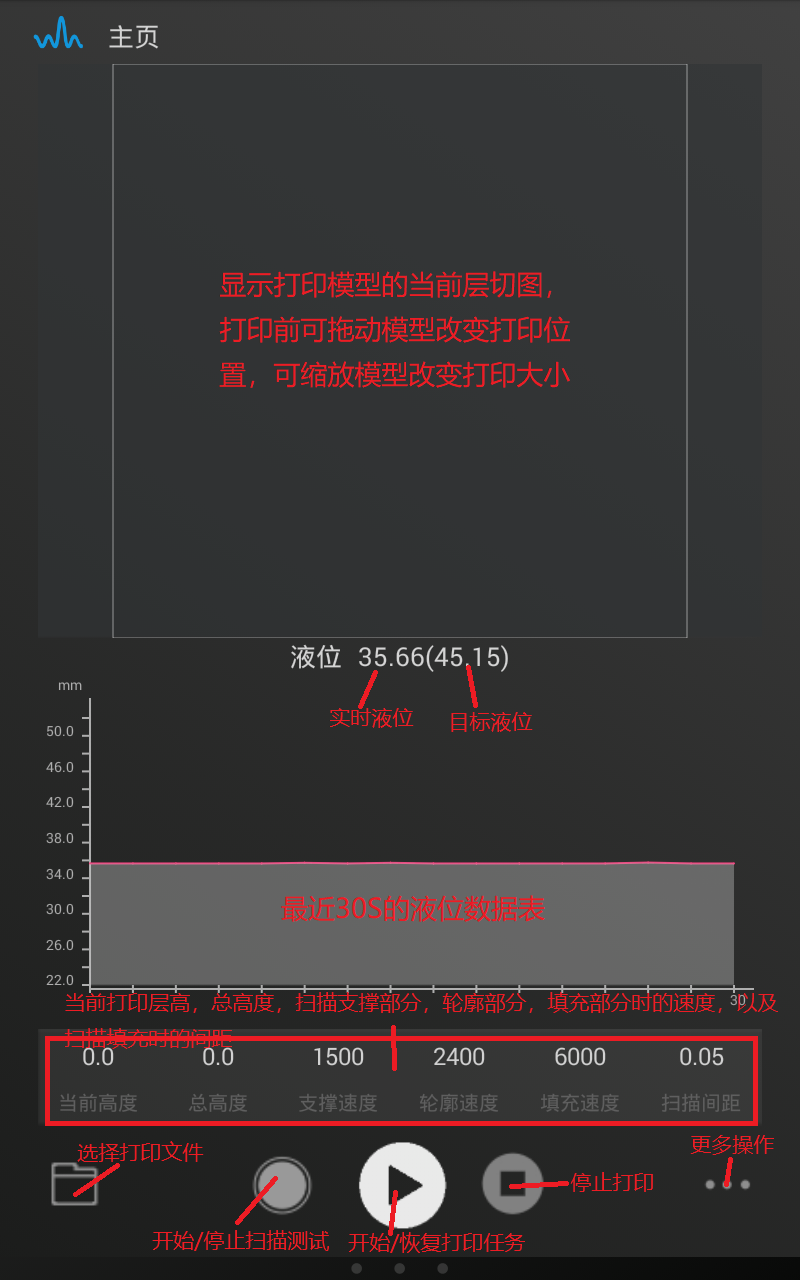 主页
显示打印模型的当前层切图，
打印前可拖动模型改变打印位
置，可缩放模型改变打印大小
液位 35.66(45.15)
mm
实时液位 目标液位
50.0
46.0
42.0
38.0
34.0
30.0
最近30S的液位数据表
26.0
22.0
30
当前打印层高，总高度，扫描支撑部分，轮廓部分，填充部分时的速度，以及
扫描填充时的间距
0.0 0.0 1500 2400 6000 0.05
当前高度 总高度 支撑速度 轮廓速度 填充速度 扫描间距
选择打印文件 更多操作
停止打印
开始/停止扫描测试 开始/恢复打印任务